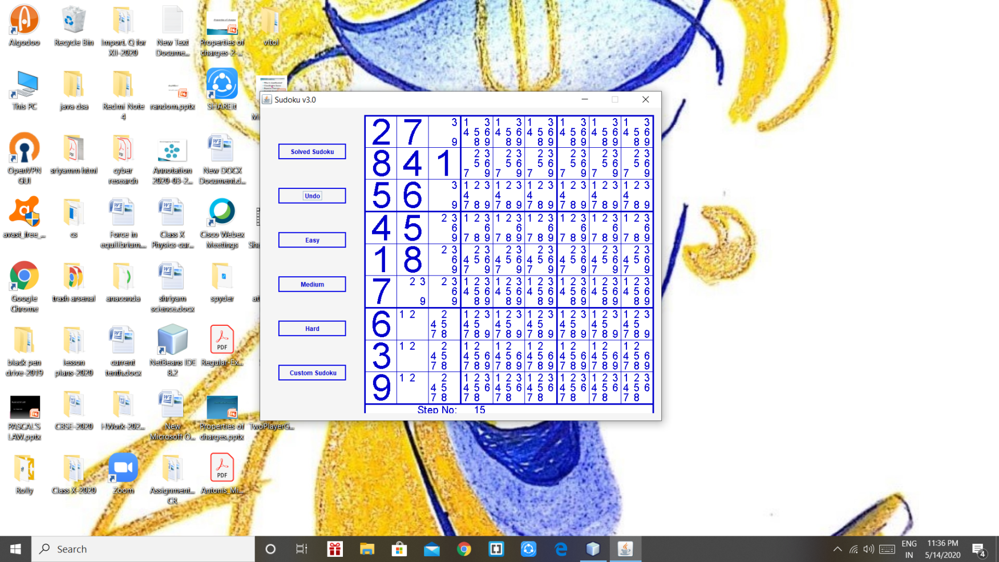 Algodoo
Recycle Bin
Import. Q for
XII-2020
New Text
Docume...
Properties of
charges-2-...
vitol
This PC
java dsa
Redmi Note
4
random.pptx
SHAREit
OpenVPN
GUI
sriyamm html
cyber
research
Annotation
2020-03-2...
New DOCX
Document.d...
avast_free_...
cs
Force in
equilibrium....
Class X
Physics-cur...
Cisco Webex
Meetings
Google
Chrome
trash arsenal
anaconda
shriyam
science.docx
spyder
black pen
drive-2019
lesson
plans-2020
current
tenth.docx
NetBeans IDE
8.2
Regular-Ex...
PASCAL'S
LAW.pptx
CBSE-2020
HWork-202...
New
Microsoft O...
Properties of
charges.pptx
TwoPlayerG...
Rolly
Class X-2020
Zoom
Assignment...
CR
Antonis_Mi...
Sudoku v3.0
Solved Sudoku
Undo
Easy
Medium
Hard
Custom Sudoku
2 7 3 1 3 1 3 1 3 1 3 1 3 1 3
4 5 6 4 5 6 4 5 6 4 5 6 4 5 6 4 5 6
9 8 9 8 9 8 9 8 9 8 9 8 9
8 4 1 2 3 2 3 2 3 2 3 2 3 2 3
5 6 5 6 5 6 5 6 5 6 5 6
7 9 7 9 7 9 7 9 7 9 7 9
5 6 3 1 2 3 1 2 3 1 2 3 1 2 3 1 2 3 1 2 3
4 4 4 4 4 4
9 7 8 9 7 8 9 7 8 9 7 8 9 7 8 9 7 8 9
4 5 2 3 1 2 3 1 2 3 1 2 3 1 2 3 1 2 3 1 2 3
6 6 6 6 6 6 6
9 7 8 9 7 8 9 7 8 9 7 8 9 7 8 9 7 8 9
1 8 2 3 2 3 2 3 2 3 2 3 2 3 2 3
6 4 5 6 4 5 6 4 5 6 4 5 6 4 5 6 4 5 6
9 7 9 7 9 7 9 7 9 7 9 7 9
7 2 3 2 3 1 2 3 1 2 3 1 2 3 1 2 3 1 2 3 1 2 3
6 4 5 6 4 5 6 4 5 6 4 5 6 4 5 6 4 5 6
9 9 8 9 8 9 8 9 8 9 8 9 8 9
6 1 2 2 1 2 3 1 2 3 1 2 3 1 2 3 1 2 3 1 2 3
4 5 4 5 4 5 4 5 4 5 4 5 4 5
7 8 7 8 9 7 8 9 7 8 9 7 8 9 7 8 9 7 8 9
3 1 2 2 1 2 1 2 1 2 1 2 1 2 1 2
4 5 4 5 6 4 5 6 4 5 6 4 5 6 4 5 6 4 5 6
7 8 7 8 9 7 8 9 7 8 9 7 8 9 7 8 9 7 8 9
9 1 2 2 1 2 3 1 2 3 1 2 3 1 2 3 1 2 3 1 2 3
4 5 4 5 6 4 5 6 4 5 6 4 5 6 4 5 6 4 5 6
7 8 7 8 7 8 7 8 7 8 7 8 7 8
Step No: 15
Search
ENG
IN
11:36 PM
5/14/2020
4